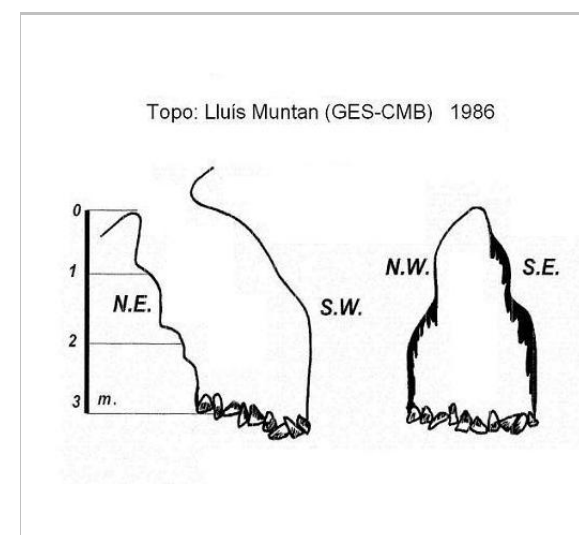 Topo: Lluís Muntan (GES-CMB) 1986
0
1
N.E.
S.W.
N.W.
S.E.
2
3 m.